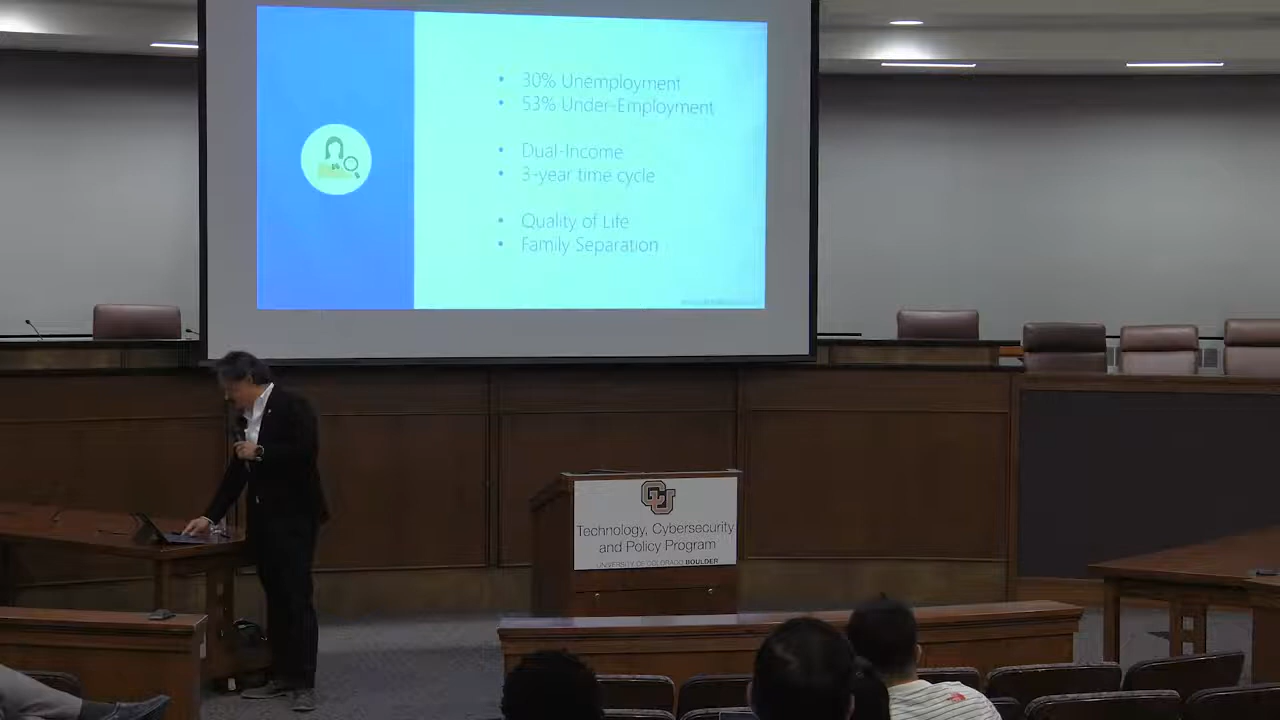 • 30% Unemployment
• 53% Under-Employment
• Dual-Income
• 3-year time cycle
• Quality of Life
• Family Separation
CU
Technology, Cybersecurity
and Policy Program
UNIVERSITY OF COLORADO BOULDER